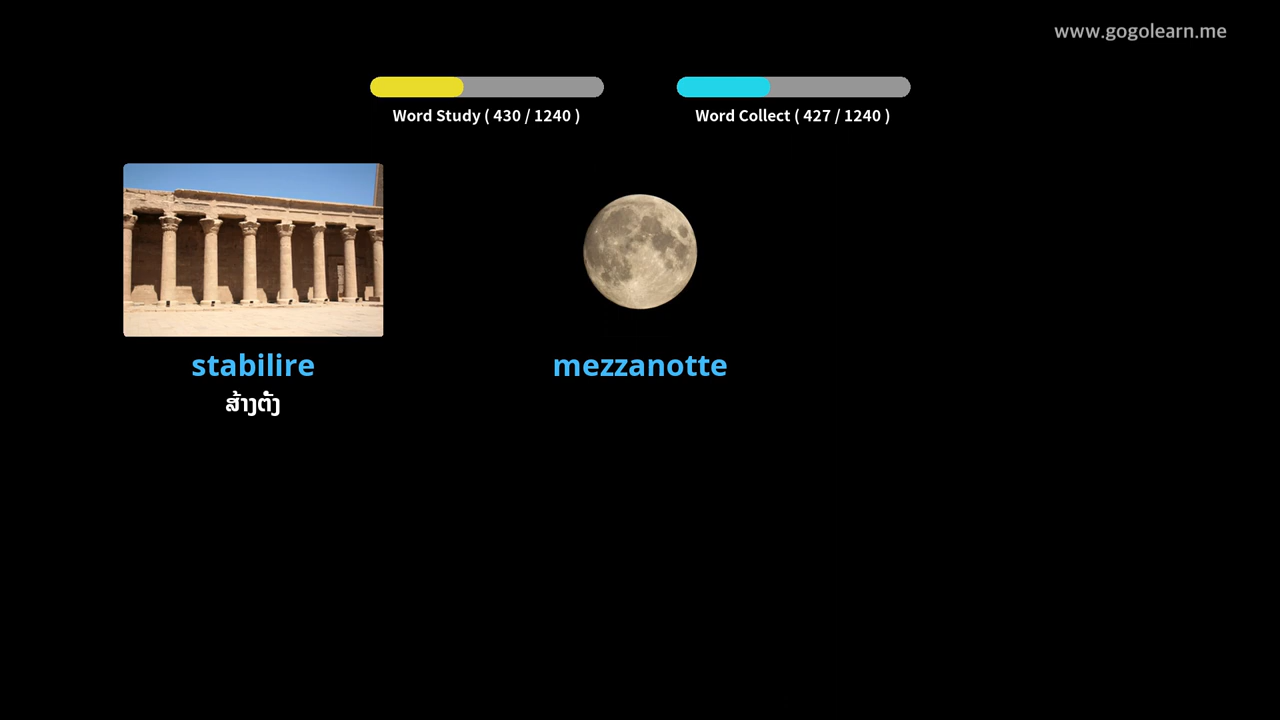 www.gogolearn.me
Word Study ( 430 / 1240 )
Word Collect ( 427 / 1240 )
stabilire
ສ້າງຕັ້ງ
mezzanotte